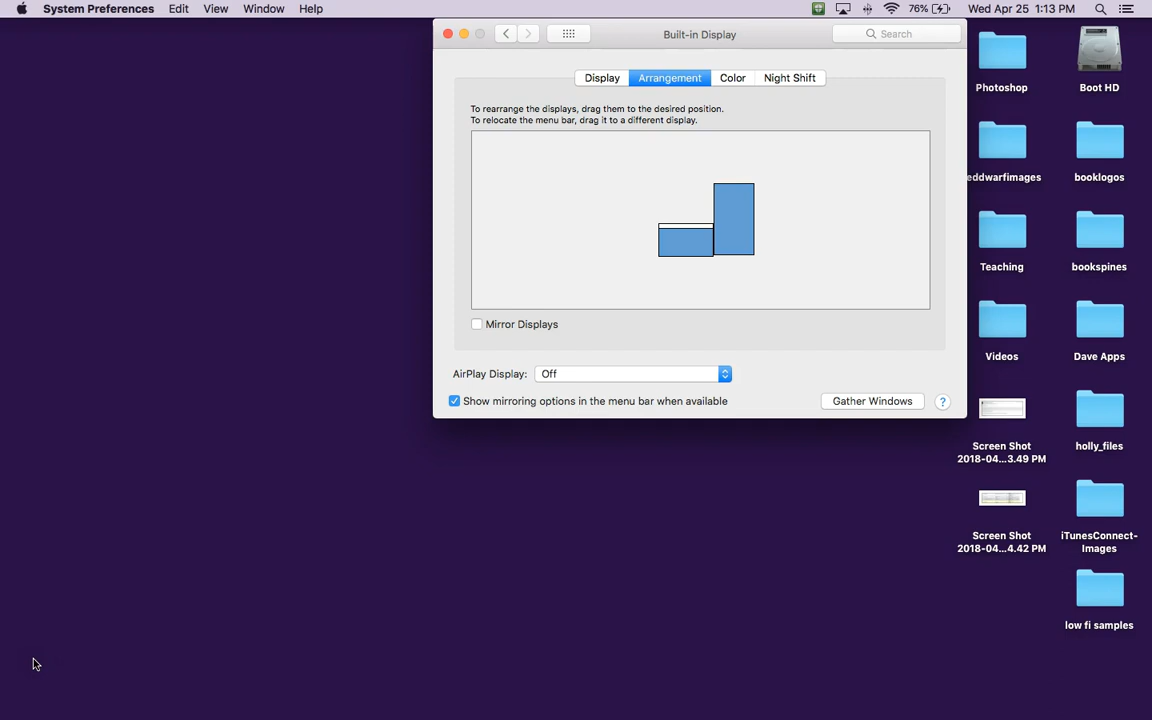 System Preferences Edit View Window Help 76% Wed Apr 25 1:13 PM
Built-in Display
Search
Display Arrangement Color Night Shift
To rearrange the displays, drag them to the desired position.
To relocate the menu bar, drag it to a different display.
Mirror Displays
AirPlay Display: Off
Show mirroring options in the menu bar when available
Gather Windows ?
Photoshop
Boot HD
eddwarfimages
booklogos
Teaching
bookspines
Videos
Dave Apps
Screen Shot
2018-04...3.49 PM
holly_files
Screen Shot
2018-04...4.42 PM
iTunesConnect-
Images
low fi samples